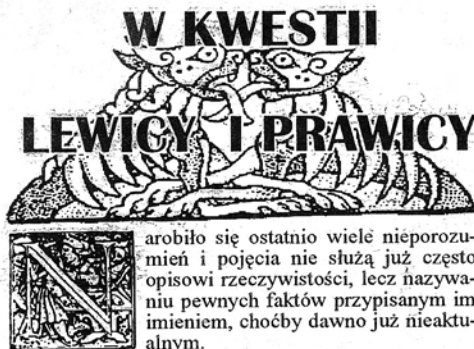 W KWESTII
LEWICY I PRAWICY
Narobiło się ostatnio wiele nieporozu-
mień i pojęcia nie służą już często
opisowi rzeczywistości, lecz nazywa-
niu pewnych faktów przypisanym im
imieniem, choćby dawno już nieaktu-
alnym.